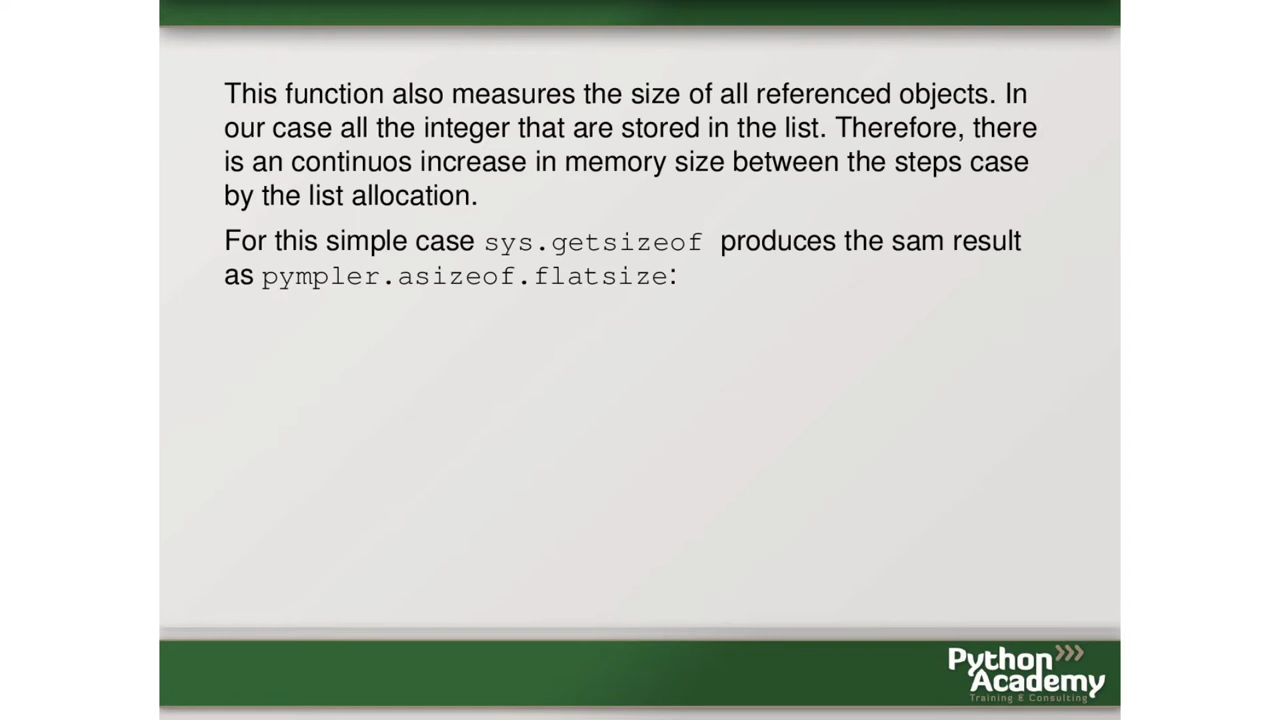 This function also measures the size of all referenced objects. In
our case all the integer that are stored in the list. Therefore, there
is an continuos increase in memory size between the steps case
by the list allocation.
For this simple case sys.getsizeof produces the sam result
as pympler.asizeof.flatsize:
Python
Academy
Training & Consulting